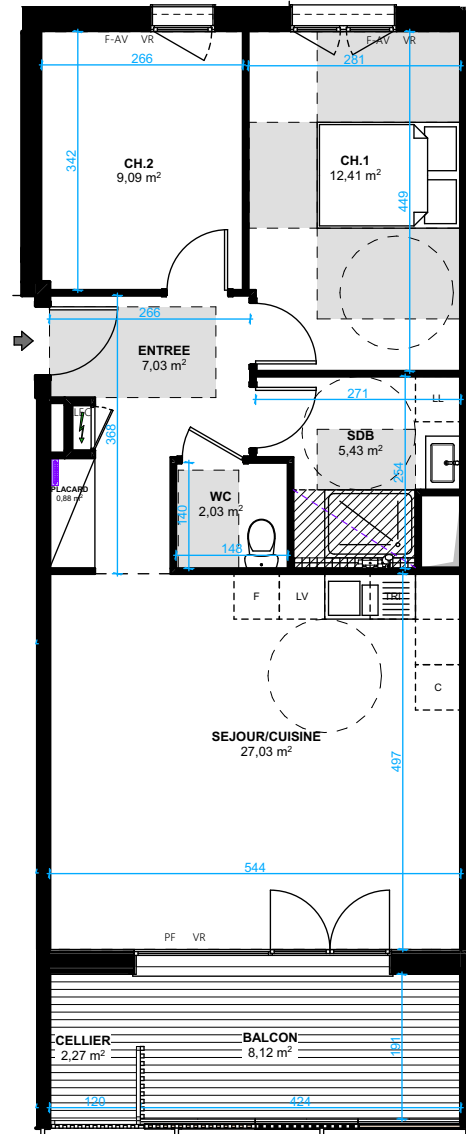 F-AV VR
F-AV VR
266
281
342
CH.2
9,09 m²
CH.1
12,41 m²
449
266
ENTREE
7,03 m²
368
271
LEC
LL
SDB
5,43 m²
254
PLACARD
0,88 m²
WC
2,03 m²
140
148
F
LV
TRI
C
SEJOUR/CUISINE
27,03 m²
497
544
PF VR
CELLIER
2,27 m²
BALCON
8,12 m²
191
120
424